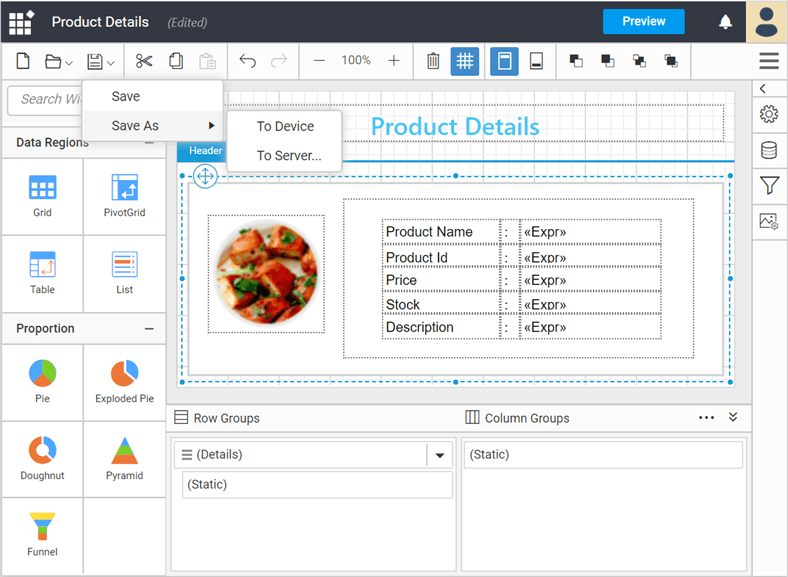 Product Details (Edited) Preview
100%
Search Wi
Save
Save As
To Device
To Server...
Data Regions
Grid
PivotGrid
Table
List
Proportion
Pie
Exploded Pie
Doughnut
Pyramid
Funnel
Product Details
Header
Product Name : «Expr»
Product Id : «Expr»
Price : «Expr»
Stock : «Expr»
Description : «Expr»
Row Groups
Column Groups
(Details)
(Static)
(Static)